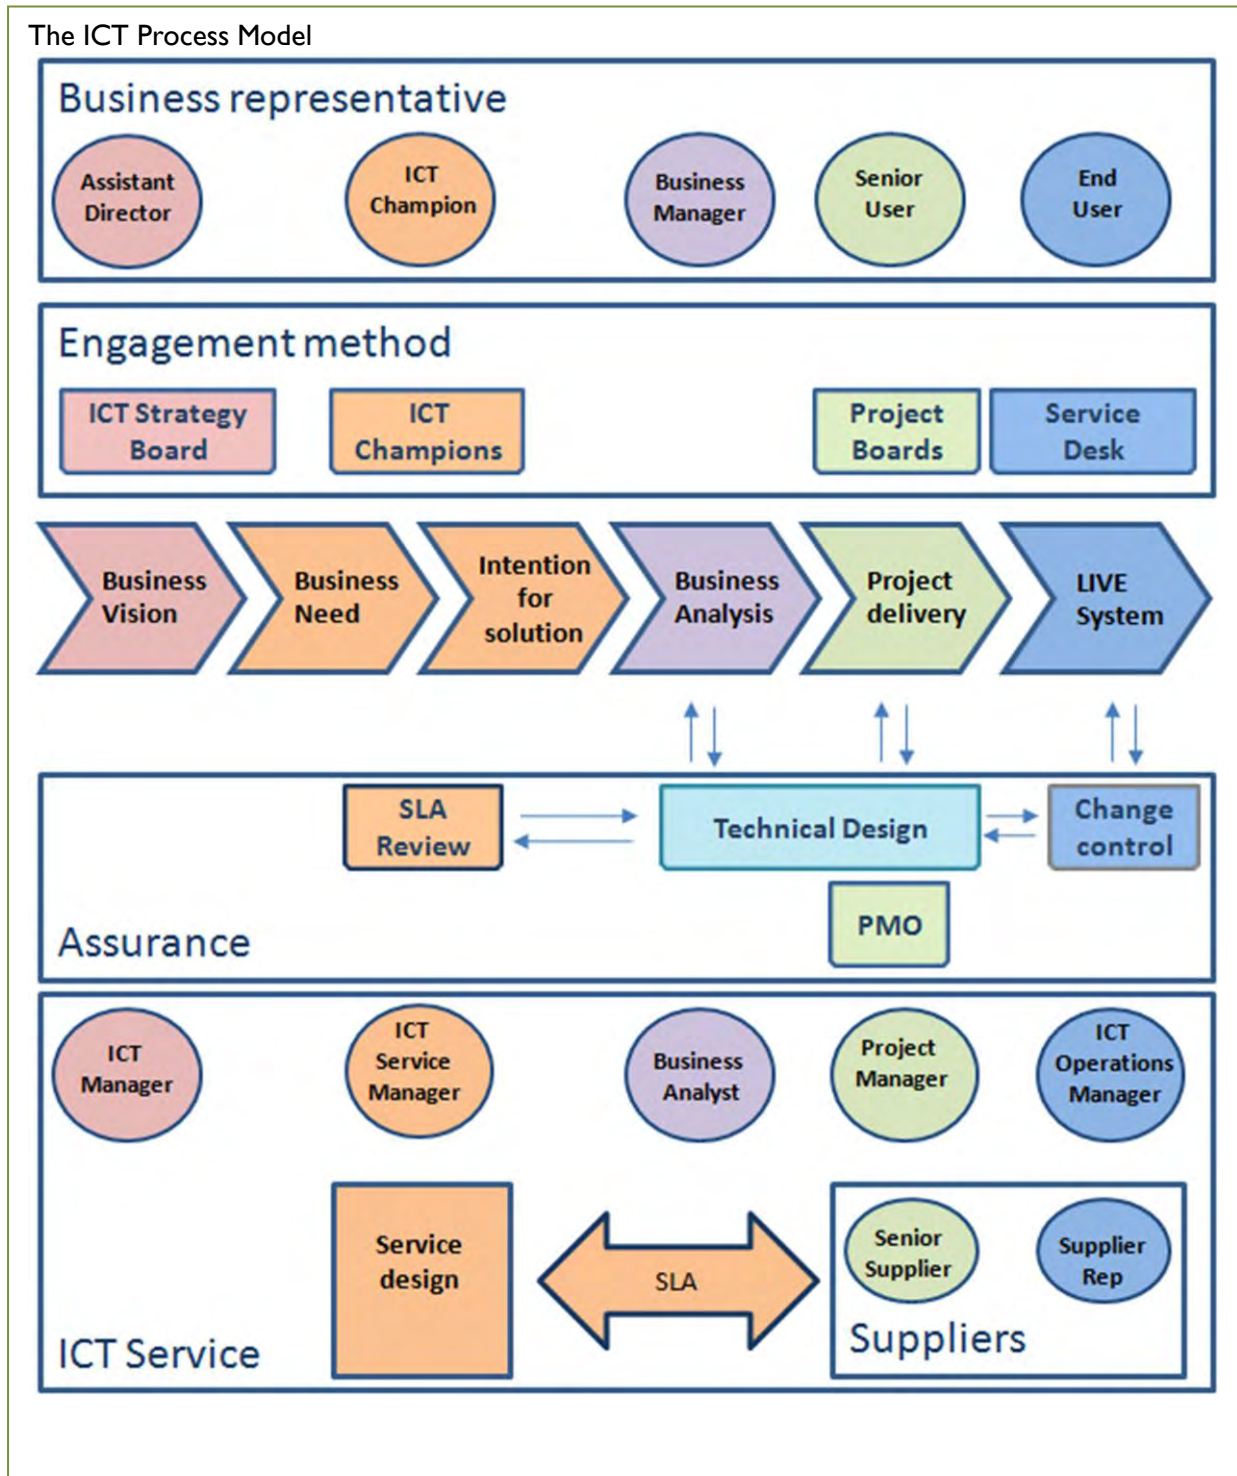 The ICT Process Model
Business representative
Assistant
Director
ICT
Champion
Business
Manager
Senior
User
End
User
Engagement method
ICT Strategy
Board
ICT
Champions
Project
Boards
Service
Desk
Business
Vision
Business
Need
Intention
for
solution
Business
Analysis
Project
delivery
LIVE
System
SLA
Review
Technical Design
Change
control
PMO
Assurance
ICT
Manager
ICT
Service
Manager
Business
Analyst
Project
Manager
ICT
Operations
Manager
Service
design
SLA
Senior
Supplier
Supplier
Rep
Suppliers
ICT Service